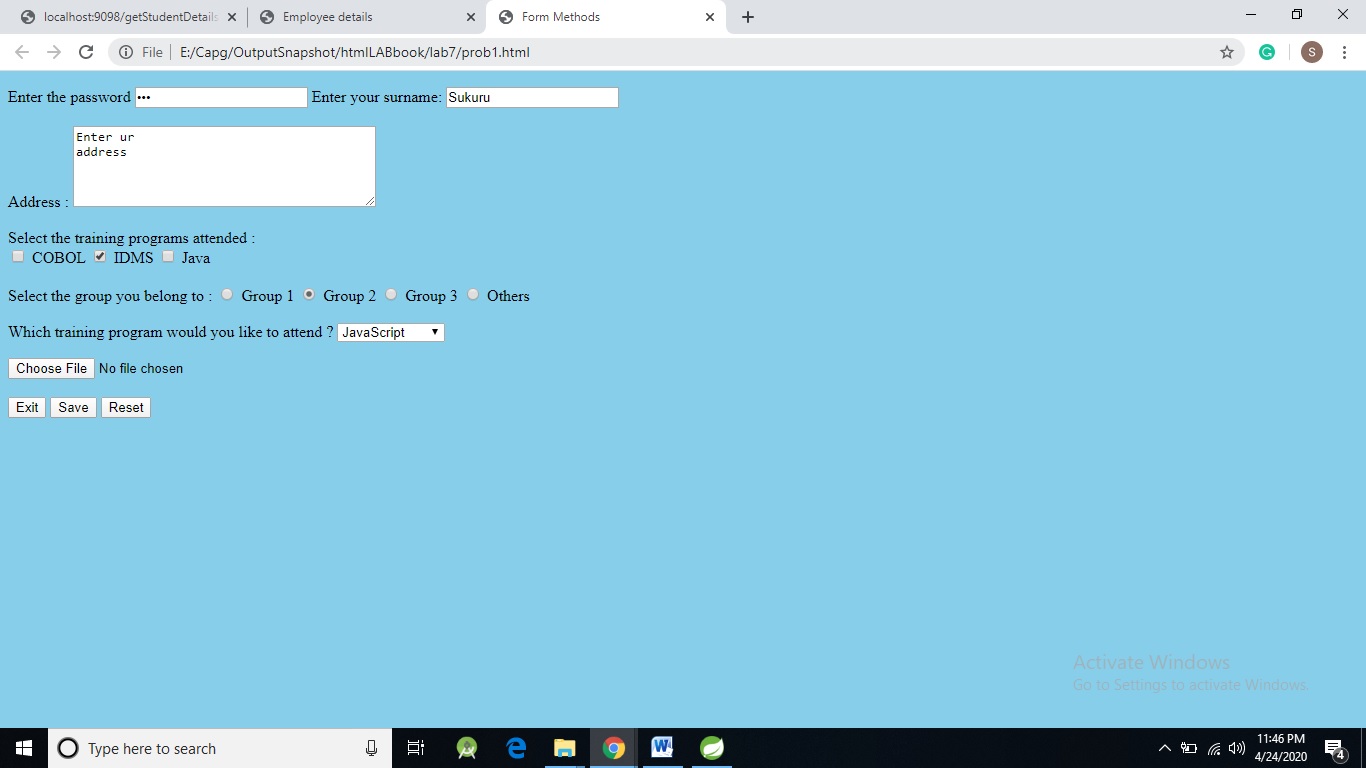 localhost:9098/getStudentDetails
Employee details
Form Methods
File
E:/Capg/OutputSnapshot/htmlLABbook/lab7/prob1.html
S
Enter the password ••• Enter your surname: Sukuru
Enter ur
address
Address :
Select the training programs attended :
COBOL IDMS Java
Select the group you belong to : Group 1 Group 2 Group 3 Others
Which training program would you like to attend ? JavaScript
Choose File No file chosen
Exit Save Reset
Activate Windows
Go to Settings to activate Windows.
Type here to search
11:46 PM
4/24/2020
4